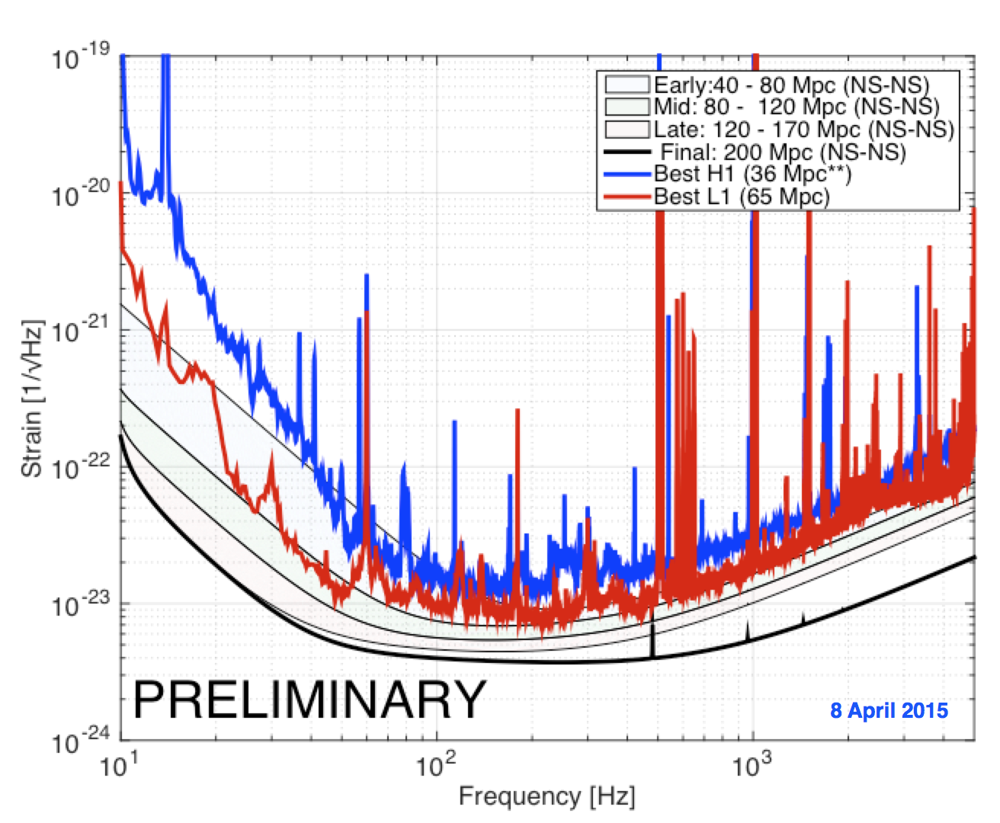 10-19
10-20
10-21
10-22
10-23
10-24
Strain [1/√Hz]
Early:40 - 80 Mpc (NS-NS)
Mid: 80 - 120 Mpc (NS-NS)
Late: 120 - 170 Mpc (NS-NS)
Final: 200 Mpc (NS-NS)
Best H1 (36 Mpc**)
Best L1 (65 Mpc)
PRELIMINARY
8 April 2015
10^1 10^2 10^3
Frequency [Hz]